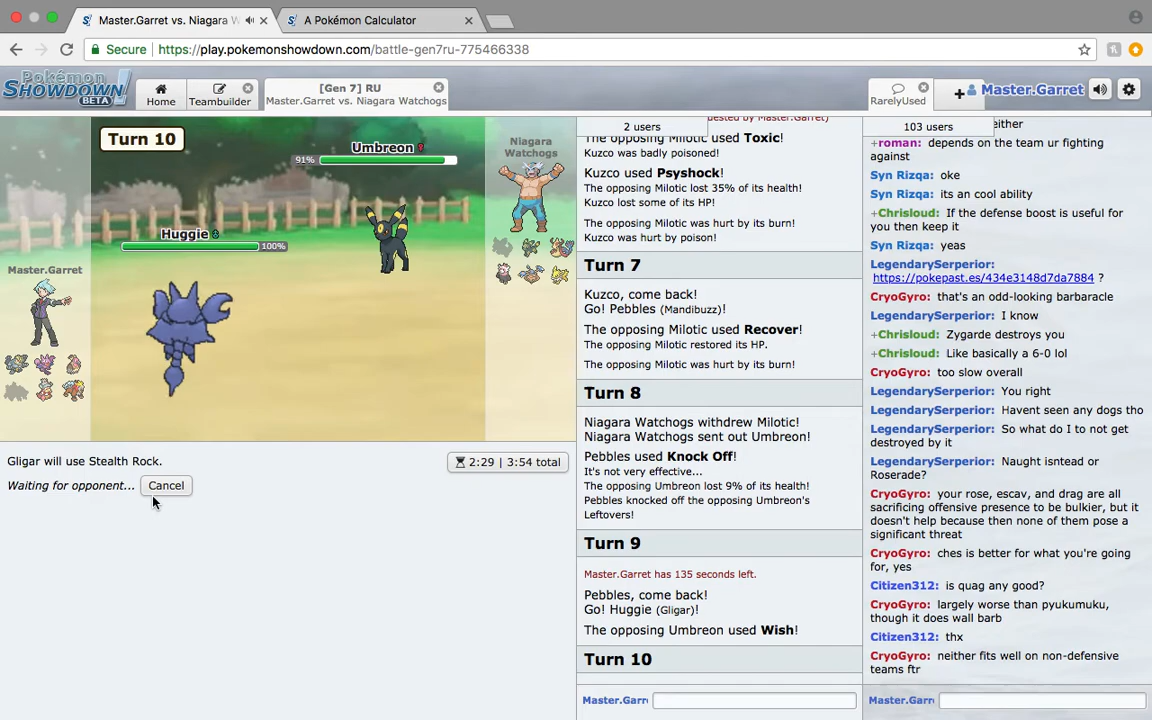 Master.Garret vs. Niagara W
A Pokémon Calculator
Secure
https://play.pokemonshowdown.com/battle-gen7ru-775466338
Pokémon
SHOWDOWN!
BETA
Home
Teambuilder
[Gen 7] RU
Master.Garret vs. Niagara Watchogs
RarelyUsed
Master.Garret
Turn 10
Umbreon
91%
Huggie
100%
Niagara
Watchogs
Master.Garret
Gligar will use Stealth Rock.
2:29 | 3:54 total
Waiting for opponent...
Cancel
2 users
The opposing Milotic used Toxic!
Kuzco was badly poisoned!
Kuzco used Psyshock!
The opposing Milotic lost 35% of its health!
Kuzco lost some of its HP!
The opposing Milotic was hurt by its burn!
Kuzco was hurt by poison!
Turn 7
Kuzco, come back!
Go! Pebbles (Mandibuzz)!
The opposing Milotic used Recover!
The opposing Milotic restored its HP.
The opposing Milotic was hurt by its burn!
Turn 8
Niagara Watchogs withdrew Milotic!
Niagara Watchogs sent out Umbreon!
Pebbles used Knock Off!
It's not very effective...
The opposing Umbreon lost 9% of its health!
Pebbles knocked off the opposing Umbreon's
Leftovers!
Turn 9
Master.Garret has 135 seconds left.
Pebbles, come back!
Go! Huggie (Gligar)!
The opposing Umbreon used Wish!
Turn 10
Master.Garr
103 users
either
+roman: depends on the team ur fighting
against
Syn Rizqa: oke
Syn Rizqa: its an cool ability
+Chrisloud: If the defense boost is useful for
you then keep it
Syn Rizqa: yeas
LegendarySerperior:
https://pokepast.es/434e3148d7da7884 ?
CryoGyro: that's an odd-looking barbaracle
LegendarySerperior: I know
+Chrisloud: Zygarde destroys you
+Chrisloud: Like basically a 6-0 lol
CryoGyro: too slow overall
LegendarySerperior: You right
LegendarySerperior: Havent seen any dogs tho
LegendarySerperior: So what do I to not get
destroyed by it
LegendarySerperior: Naught isntead or
Roserade?
CryoGyro: your rose, escav, and drag are all
sacrificing offensive presence to be bulkier, but it
doesn't help because then none of them pose a
significant threat
CryoGyro: ches is better for what you're going
for, yes
Citizen312: is quag any good?
CryoGyro: largely worse than pyukumuku,
though it does wall barb
Citizen312: thx
CryoGyro: neither fits well on non-defensive
teams ftr
Master.Garr